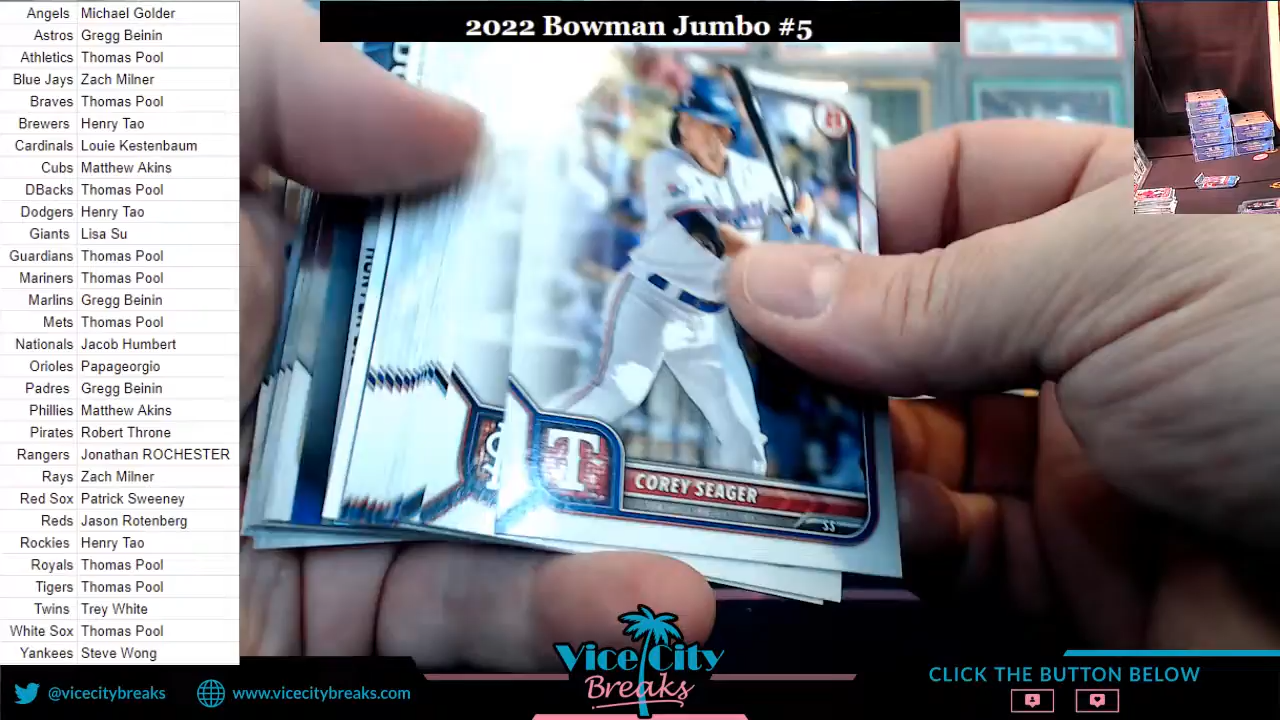 2022 Bowman Jumbo #5
Angels Michael Golder
Astros Gregg Beinin
Athletics Thomas Pool
Blue Jays Zach Milner
Braves Thomas Pool
Brewers Henry Tao
Cardinals Louie Kestenbaum
Cubs Matthew Akins
DBacks Thomas Pool
Dodgers Henry Tao
Giants Lisa Su
Guardians Thomas Pool
Mariners Thomas Pool
Marlins Gregg Beinin
Mets Thomas Pool
Nationals Jacob Humbert
Orioles Papageorgio
Padres Gregg Beinin
Phillies Matthew Akins
Pirates Robert Throne
Rangers Jonathan ROCHESTER
Rays Zach Milner
Red Sox Patrick Sweeney
Reds Jason Rotenberg
Rockies Henry Tao
Royals Thomas Pool
Tigers Thomas Pool
Twins Trey White
White Sox Thomas Pool
Yankees Steve Wong
T
COREY SEAGER
SS
@vicecitybreaks
www.vicecitybreaks.com
Vice City
Breaks
CLICK THE BUTTON BELOW